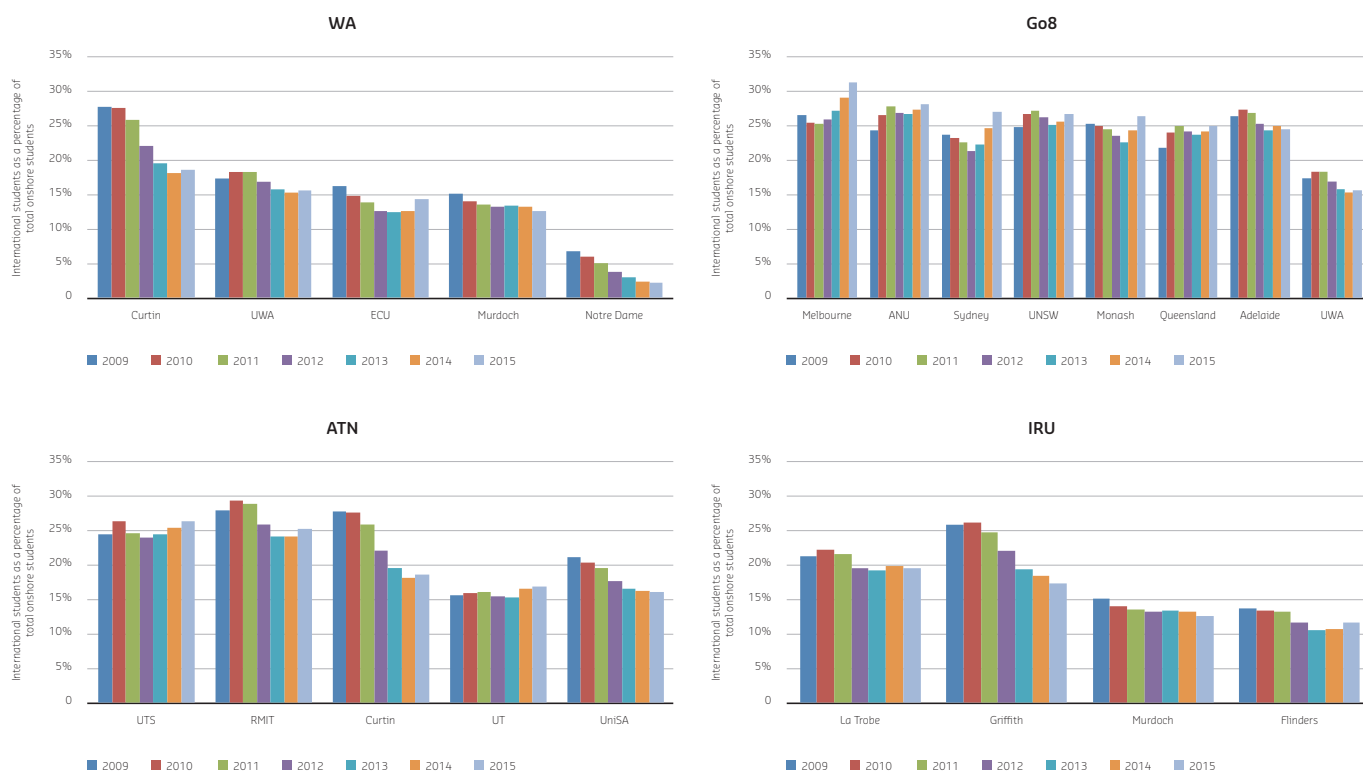 WA
35%
30%
25%
20%
15%
10%
5%
0
International students as a percentage of
total onshore students
Curtin UWA ECU Murdoch Notre Dame
2009 2010 2011 2012 2013 2014 2015
Go8
35%
30%
25%
20%
15%
10%
5%
0
International students as a percentage of
total onshore students
Melbourne ANU Sydney UNSW Monash Queensland Adelaide UWA
2009 2010 2011 2012 2013 2014 2015
ATN
35%
30%
25%
20%
15%
10%
5%
0
International students as a percentage of
total onshore students
UTS RMIT Curtin UT UniSA
2009 2010 2011 2012 2013 2014 2015
IRU
35%
30%
25%
20%
15%
10%
5%
0
International students as a percentage of
total onshore students
La Trobe Griffith Murdoch Flinders
2009 2010 2011 2012 2013 2014 2015